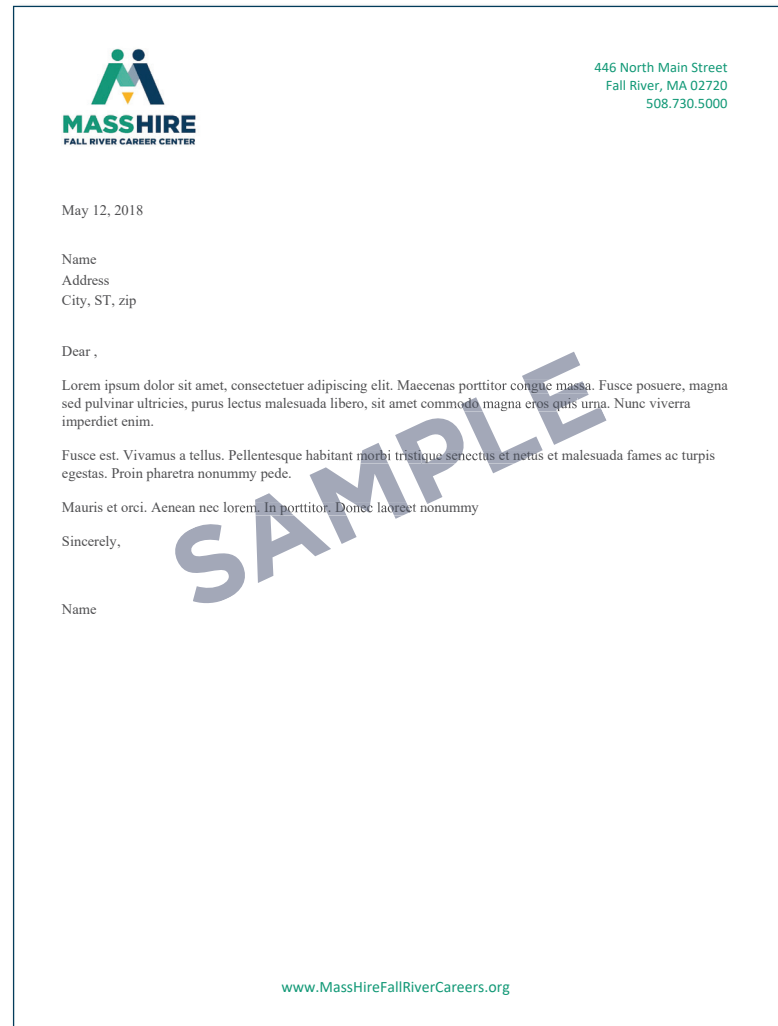 MASSHIRE
FALL RIVER CAREER CENTER
446 North Main Street
Fall River, MA 02720
508.730.5000
May 12, 2018
Name
Address
City, ST, zip
Dear ,
Lorem ipsum dolor sit amet, consectetuer adipiscing elit. Maecenas porttitor congue massa. Fusce posuere, magna
sed pulvinar ultricies, purus lectus malesuada libero, sit amet commodo magna eros quis urna. Nunc viverra
imperdiet enim.
Fusce est. Vivamus a tellus. Pellentesque habitant morbi tristique senectus et netus et malesuada fames ac turpis
egestas. Proin pharetra nonummy pede.
Mauris et orci. Aenean nec lorem. In porttitor. Donec laoreet nonummy
Sincerely,
Name
SAMPLE
www.MassHireFallRiverCareers.org